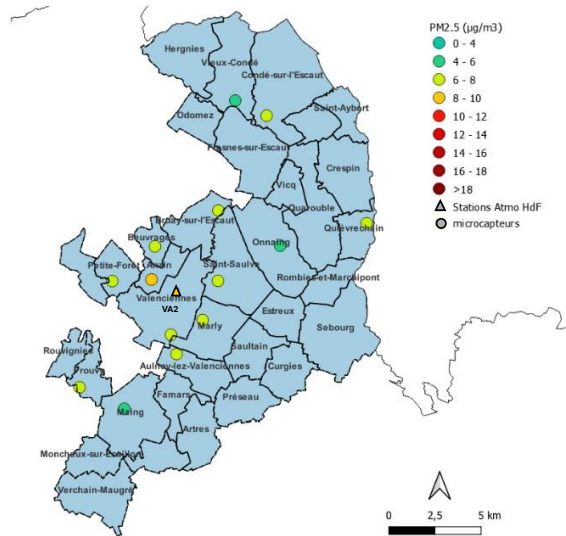 PM2.5 (µg/m3)
0 - 4
4 - 6
6 - 8
8 - 10
10 - 12
12 - 14
14 - 16
16 - 18
>18
Stations Atmo HdF
microcapteurs
Hergnies
Vieux-Condé
Condé-sur-l'Escaut
Saint-Aybert
Odomez
Fresnes-sur-Escaut
Crespin
Vicq
Quarouble
Bruay-sur-l'Escaut
Quiévrechain
Beuvrages
Onnaing
Petite-Forêt
Anzin
Saint-Saulve
Rombies-et-Marchipont
Valenciennes
VA2
Estreux
Marly
Sebourg
Saultain
Rouvignies
Aulnoy-lez-Valenciennes
Curgies
Prouvy
Famars
Préseau
Maing
Artres
Monchaux-sur-Ecaillon
Verchain-Maugré
0 2,5 5 km